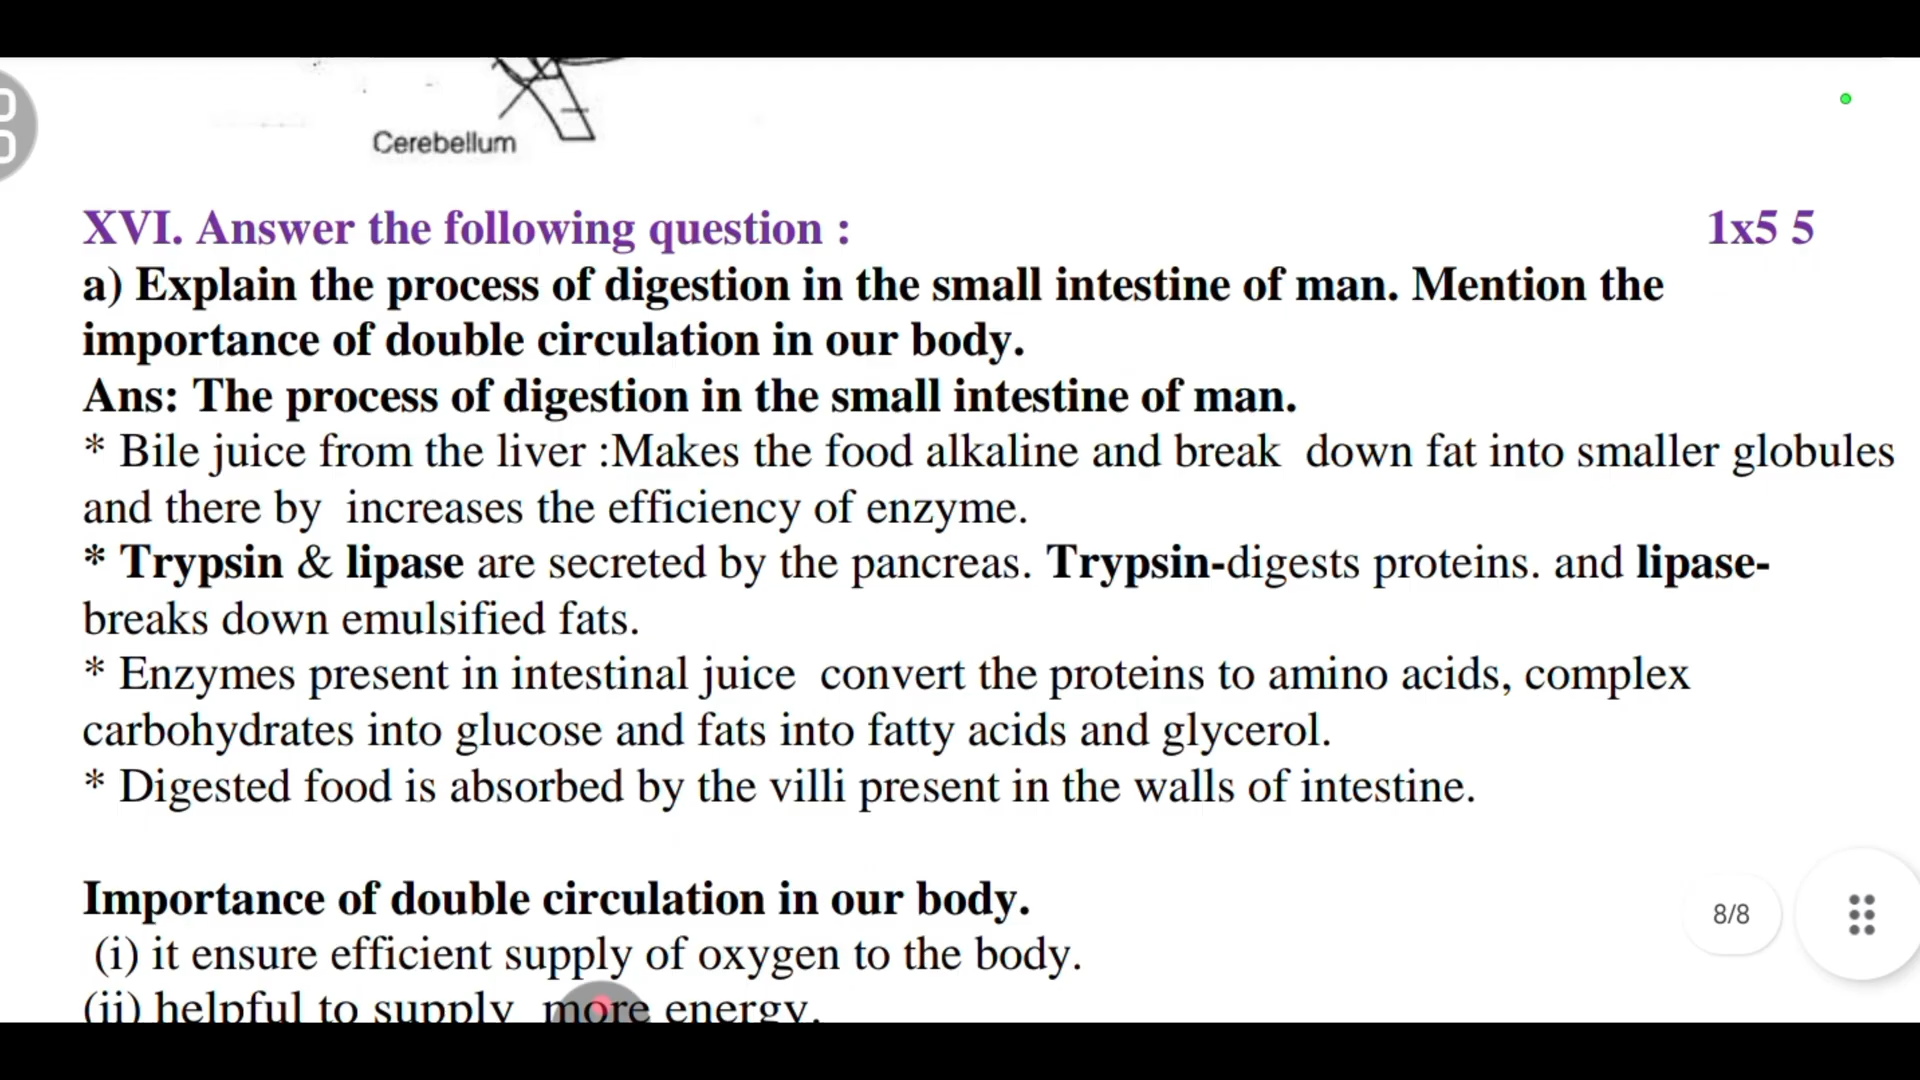 Cerebellum
XVI. Answer the following question : 1x5 5
a) Explain the process of digestion in the small intestine of man. Mention the
importance of double circulation in our body.
Ans: The process of digestion in the small intestine of man.
* Bile juice from the liver :Makes the food alkaline and break down fat into smaller globules
and there by increases the efficiency of enzyme.
* Trypsin & lipase are secreted by the pancreas. Trypsin-digests proteins. and lipase-
breaks down emulsified fats.
* Enzymes present in intestinal juice convert the proteins to amino acids, complex
carbohydrates into glucose and fats into fatty acids and glycerol.
* Digested food is absorbed by the villi present in the walls of intestine.
Importance of double circulation in our body.
8/8
(i) it ensure efficient supply of oxygen to the body.
(ii) helpful to supply more energy.